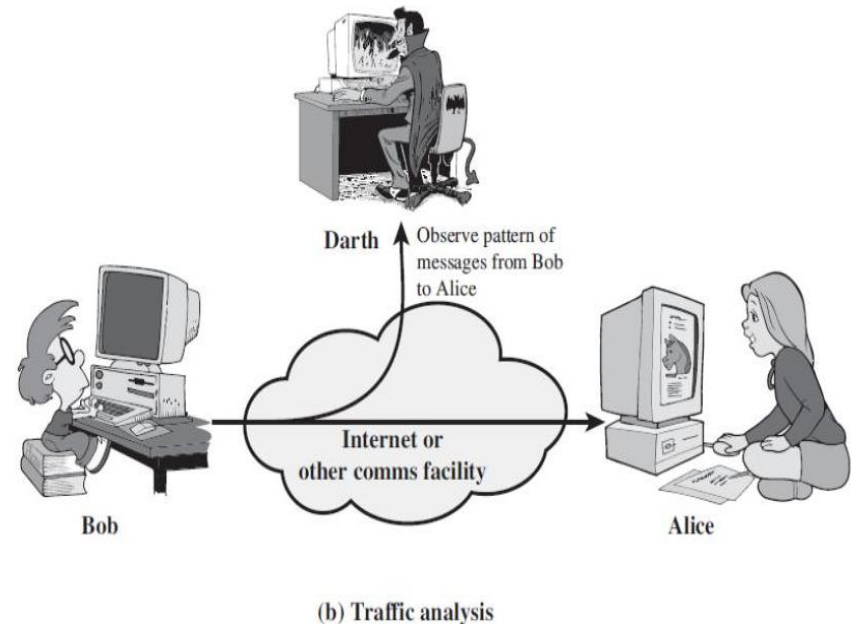 Darth
Observe pattern of
messages from Bob
to Alice
Internet or
other comms facility
Bob
Alice
(b) Traffic analysis